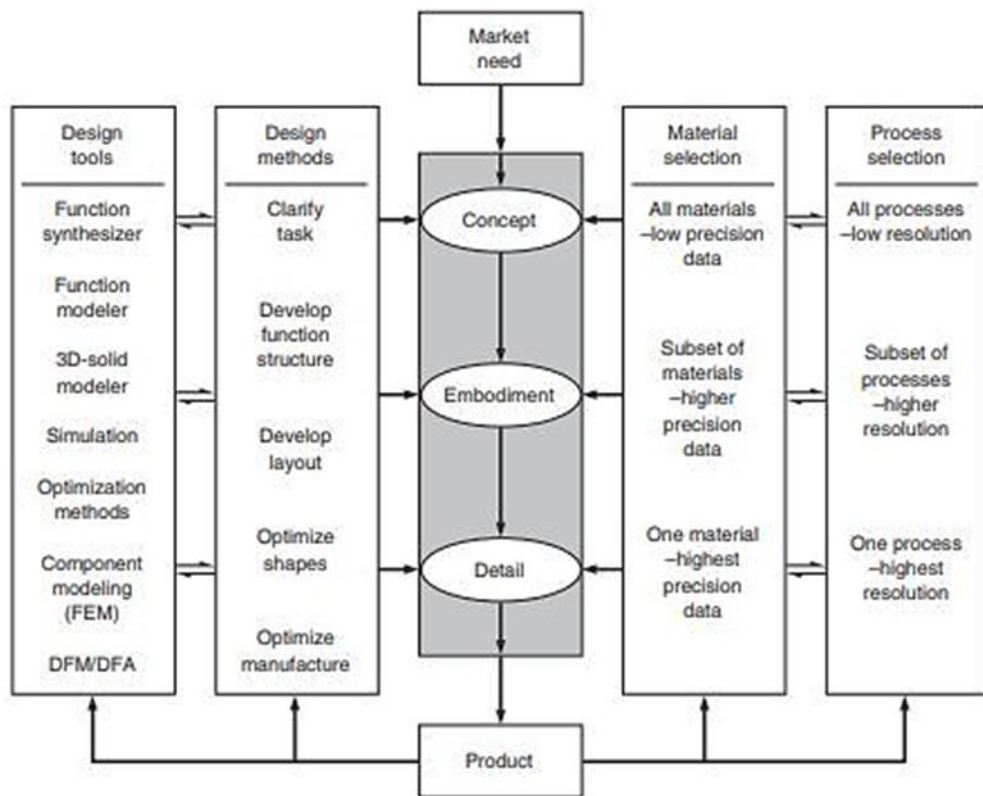 Market
need
Design
tools
Function
synthesizer
Function
modeler
3D-solid
modeler
Simulation
Optimization
methods
Component
modeling
(FEM)
DFM/DFA
Design
methods
Clarify
task
Develop
function
structure
Develop
layout
Optimize
shapes
Optimize
manufacture
Concept
Embodiment
Detail
Product
Material
selection
All materials
–low precision
data
Subset of
materials
–higher
precision
data
One material
–highest
precision
data
Process
selection
All processes
–low resolution
Subset of
processes
–higher
resolution
One process
–highest
resolution